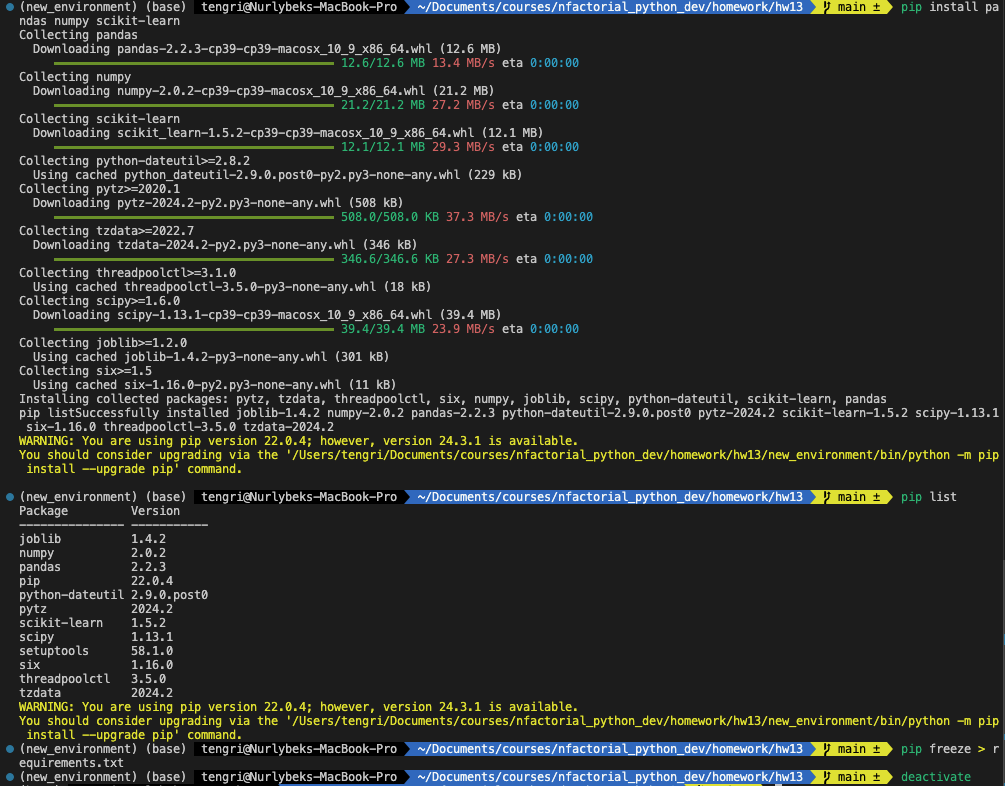 (new_environment) (base) tengri@Nurlybeks-MacBook-Pro ~/Documents/courses/nfactorial_python_dev/homework/hw13 main ± pip install pa
ndas numpy scikit-learn
Collecting pandas
Downloading pandas-2.2.3-cp39-cp39-macosx_10_9_x86_64.whl (12.6 MB)
12.6/12.6 MB 13.4 MB/s eta 0:00:00
Collecting numpy
Downloading numpy-2.0.2-cp39-cp39-macosx_10_9_x86_64.whl (21.2 MB)
21.2/21.2 MB 27.2 MB/s eta 0:00:00
Collecting scikit-learn
Downloading scikit_learn-1.5.2-cp39-cp39-macosx_10_9_x86_64.whl (12.1 MB)
12.1/12.1 MB 29.3 MB/s eta 0:00:00
Collecting python-dateutil>=2.8.2
Using cached python_dateutil-2.9.0.post0-py2.py3-none-any.whl (229 kB)
Collecting pytz>=2020.1
Downloading pytz-2024.2-py2.py3-none-any.whl (508 kB)
508.0/508.0 KB 37.3 MB/s eta 0:00:00
Collecting tzdata>=2022.7
Downloading tzdata-2024.2-py2.py3-none-any.whl (346 kB)
346.6/346.6 KB 27.3 MB/s eta 0:00:00
Collecting threadpoolctl>=3.1.0
Using cached threadpoolctl-3.5.0-py3-none-any.whl (18 kB)
Collecting scipy>=1.6.0
Downloading scipy-1.13.1-cp39-cp39-macosx_10_9_x86_64.whl (39.4 MB)
39.4/39.4 MB 23.9 MB/s eta 0:00:00
Collecting joblib>=1.2.0
Using cached joblib-1.4.2-py3-none-any.whl (301 kB)
Collecting six>=1.5
Using cached six-1.16.0-py2.py3-none-any.whl (11 kB)
Installing collected packages: pytz, tzdata, threadpoolctl, six, numpy, joblib, scipy, python-dateutil, scikit-learn, pandas
pip listSuccessfully installed joblib-1.4.2 numpy-2.0.2 pandas-2.2.3 python-dateutil-2.9.0.post0 pytz-2024.2 scikit-learn-1.5.2 scipy-1.13.1
six-1.16.0 threadpoolctl-3.5.0 tzdata-2024.2
WARNING: You are using pip version 22.0.4; however, version 24.3.1 is available.
You should consider upgrading via the '/Users/tengri/Documents/courses/nfactorial_python_dev/homework/hw13/new_environment/bin/python -m pip
install --upgrade pip' command.
(new_environment) (base) tengri@Nurlybeks-MacBook-Pro ~/Documents/courses/nfactorial_python_dev/homework/hw13 main ± pip list
Package Version
--------------- -----------
joblib 1.4.2
numpy 2.0.2
pandas 2.2.3
pip 22.0.4
python-dateutil 2.9.0.post0
pytz 2024.2
scikit-learn 1.5.2
scipy 1.13.1
setuptools 58.1.0
six 1.16.0
threadpoolctl 3.5.0
tzdata 2024.2
WARNING: You are using pip version 22.0.4; however, version 24.3.1 is available.
You should consider upgrading via the '/Users/tengri/Documents/courses/nfactorial_python_dev/homework/hw13/new_environment/bin/python -m pip
install --upgrade pip' command.
(new_environment) (base) tengri@Nurlybeks-MacBook-Pro ~/Documents/courses/nfactorial_python_dev/homework/hw13 main ± pip freeze > r
equirements.txt
(new_environment) (base) tengri@Nurlybeks-MacBook-Pro ~/Documents/courses/nfactorial_python_dev/homework/hw13 main ± deactivate